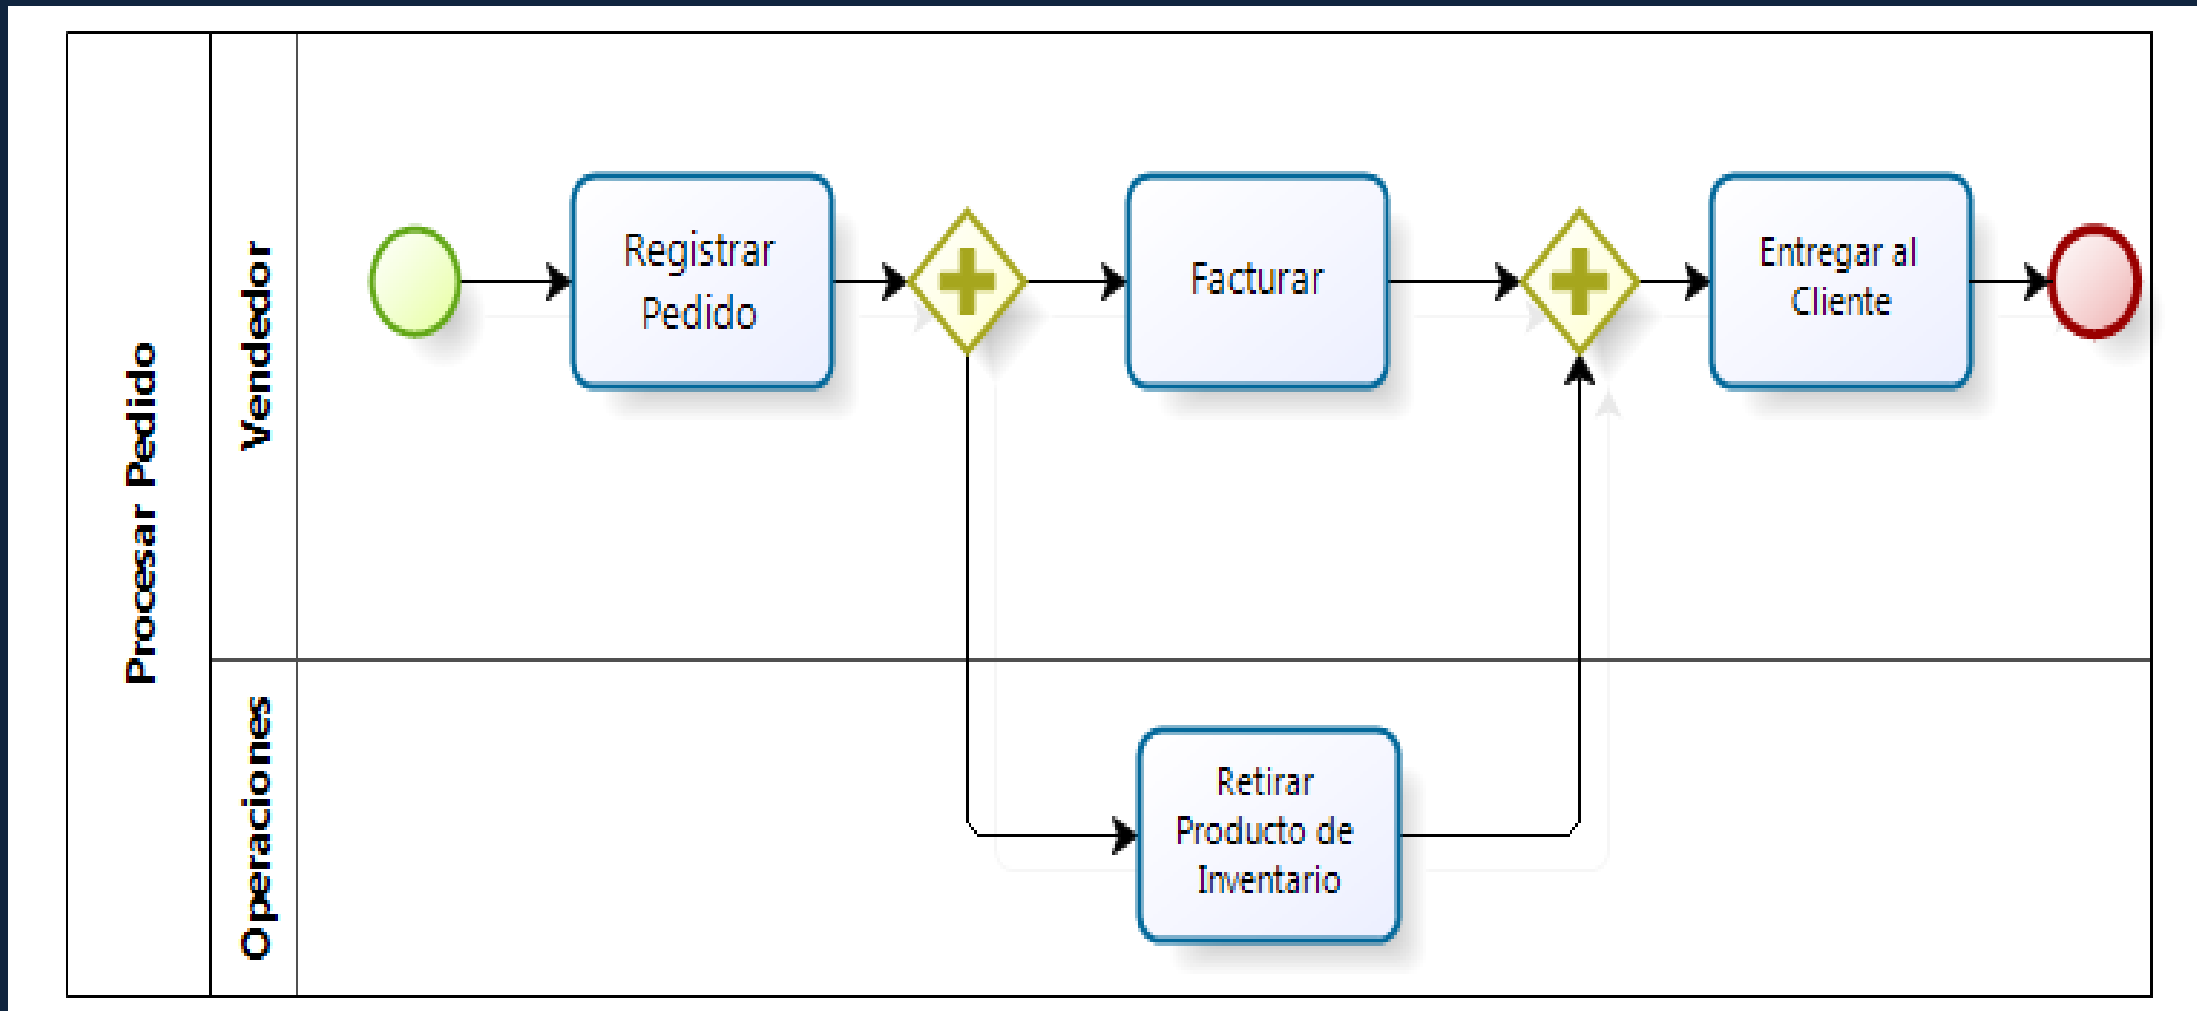 Procesar Pedido
Vendedor
Registrar
Pedido
Facturar
Entregar al
Cliente
Operaciones
Retirar
Producto de
Inventario